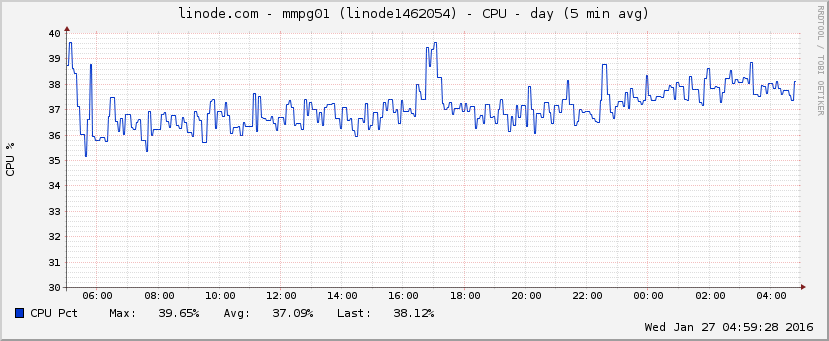 linode.com - mmpg01 (linode1462054) - CPU - day (5 min avg)
RRDTOOL / TOBI OETIKER
CPU %
40
39
38
37
36
35
34
33
32
31
30
06:00 08:00 10:00 12:00 14:00 16:00 18:00 20:00 22:00 00:00 02:00 04:00
CPU Pct Max: 39.65% Avg: 37.09% Last: 38.12%
Wed Jan 27 04:59:28 2016